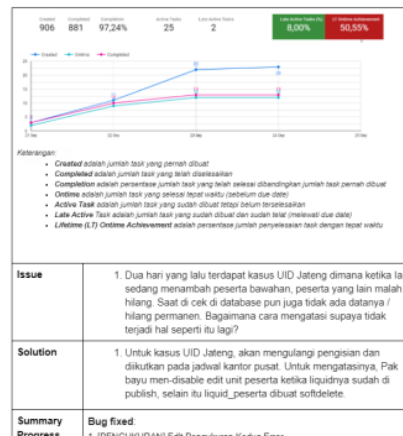 Created Completed Completion Active Tasks Late Active Tasks Late Active Tasks (%) LT Ontime Achievement
906 881 97,24% 25 2 8,00% 50,55%
Created Ontime Completed
Keterangan:
• Created adalah jumlah task yang pernah dibuat
• Completed adalah jumlah task yang telah diselesaikan
• Completion adalah persentase jumlah task yang telah selesai dibandingkan jumlah task pernah dibuat
• Ontime adalah jumlah task yang selesai tepat waktu (sebelum due date)
• Active Task adalah jumlah task yang sudah dibuat tetapi belum terselesaikan
• Late Active Task adalah jumlah task yang sudah dibuat dan sudah telat (melewati due date)
• Lifetime (LT) Ontime Achievement adalah persentase jumlah penyelesaian task dengan tepat waktu
Issue
1. Dua hari yang lalu terdapat kasus UID Jateng dimana ketika
sedang menambah peserta bawahan, peserta yang lain malah
hilang. Saat di cek di database pun juga tidak ada datanya /
hilang permanen. Bagaimana cara mengatasi supaya tidak
terjadi hal seperti itu lagi?
Solution
1. Untuk kasus UID Jateng, akan mengulangi pengisian dan
diikutkan pada jadwal kantor pusat. Untuk mengatasinya, Pak
bayu men-disable edit unit peserta ketika liquidnya sudah di
publish, selain itu liquid_peserta dibuat softdelete.
Summary
Progress
Bug fixed:
1. [PENGUKURAN] Edit Pengukuran Kedua Error